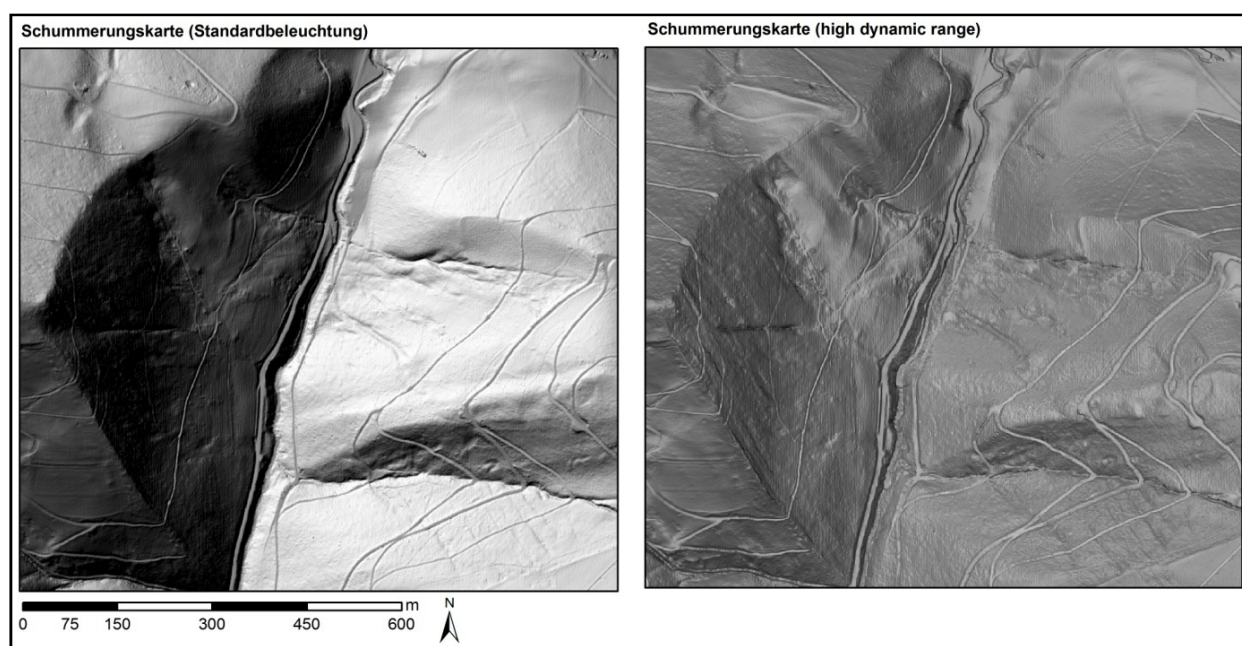 Schummerungskarte (Standardbeleuchtung)
Schummerungskarte (high dynamic range)
m
0 75 150 300 450 600
N